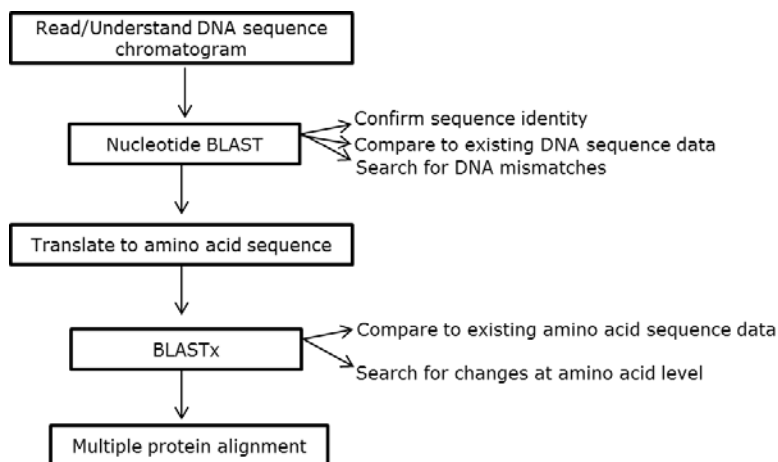 Read/Understand DNA sequence
chromatogram
Nucleotide BLAST
Confirm sequence identity
Compare to existing DNA sequence data
Search for DNA mismatches
Translate to amino acid sequence
BLASTx
Compare to existing amino acid sequence data
Search for changes at amino acid level
Multiple protein alignment